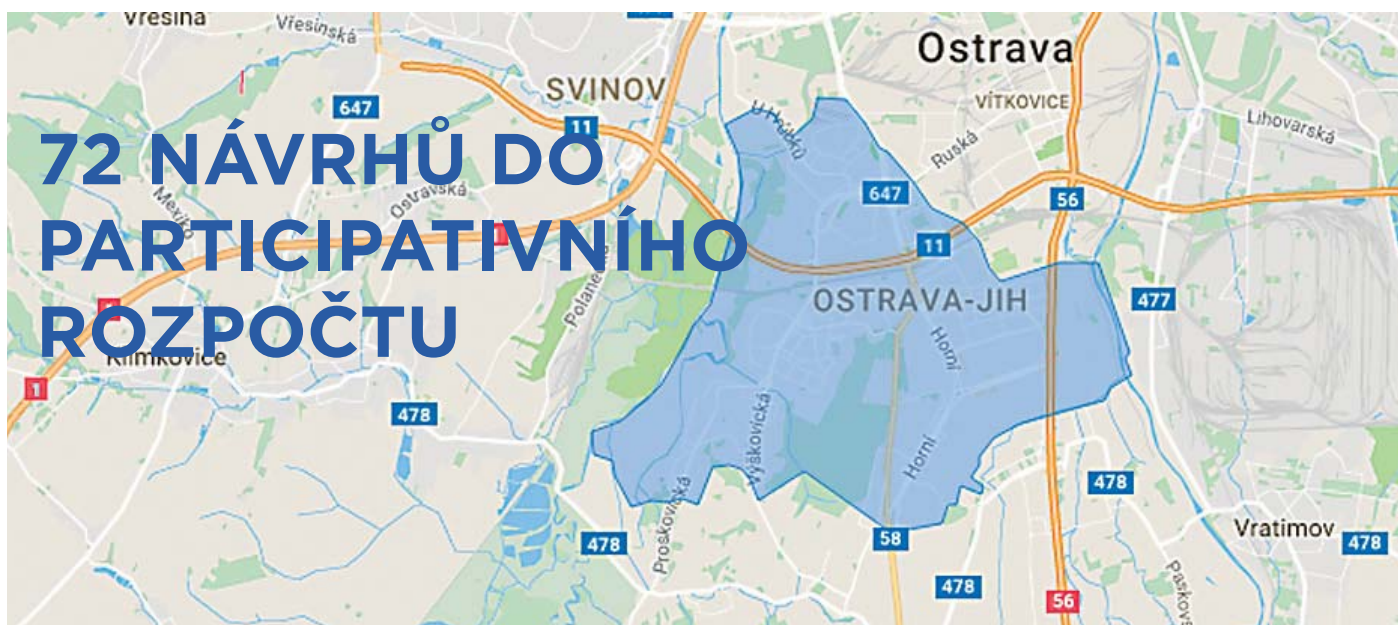 Vřesina
Vřesinská
Ostrava
SVINOV
647
VÍTKOVICE
11
Lihovarská
U Hrůbků
Ruská
72 NÁVRHŮ DO
PARTICIPATIVNÍHO
ROZPOČTU
Mexiko
Ostravská
647
56
1
11
Polanecká
OSTRAVA-JIH
477
1
Horní
Klimkovice
1
478
Výškovická
Horní
478
Proskovická
58
Vratimov
478
478
478
56